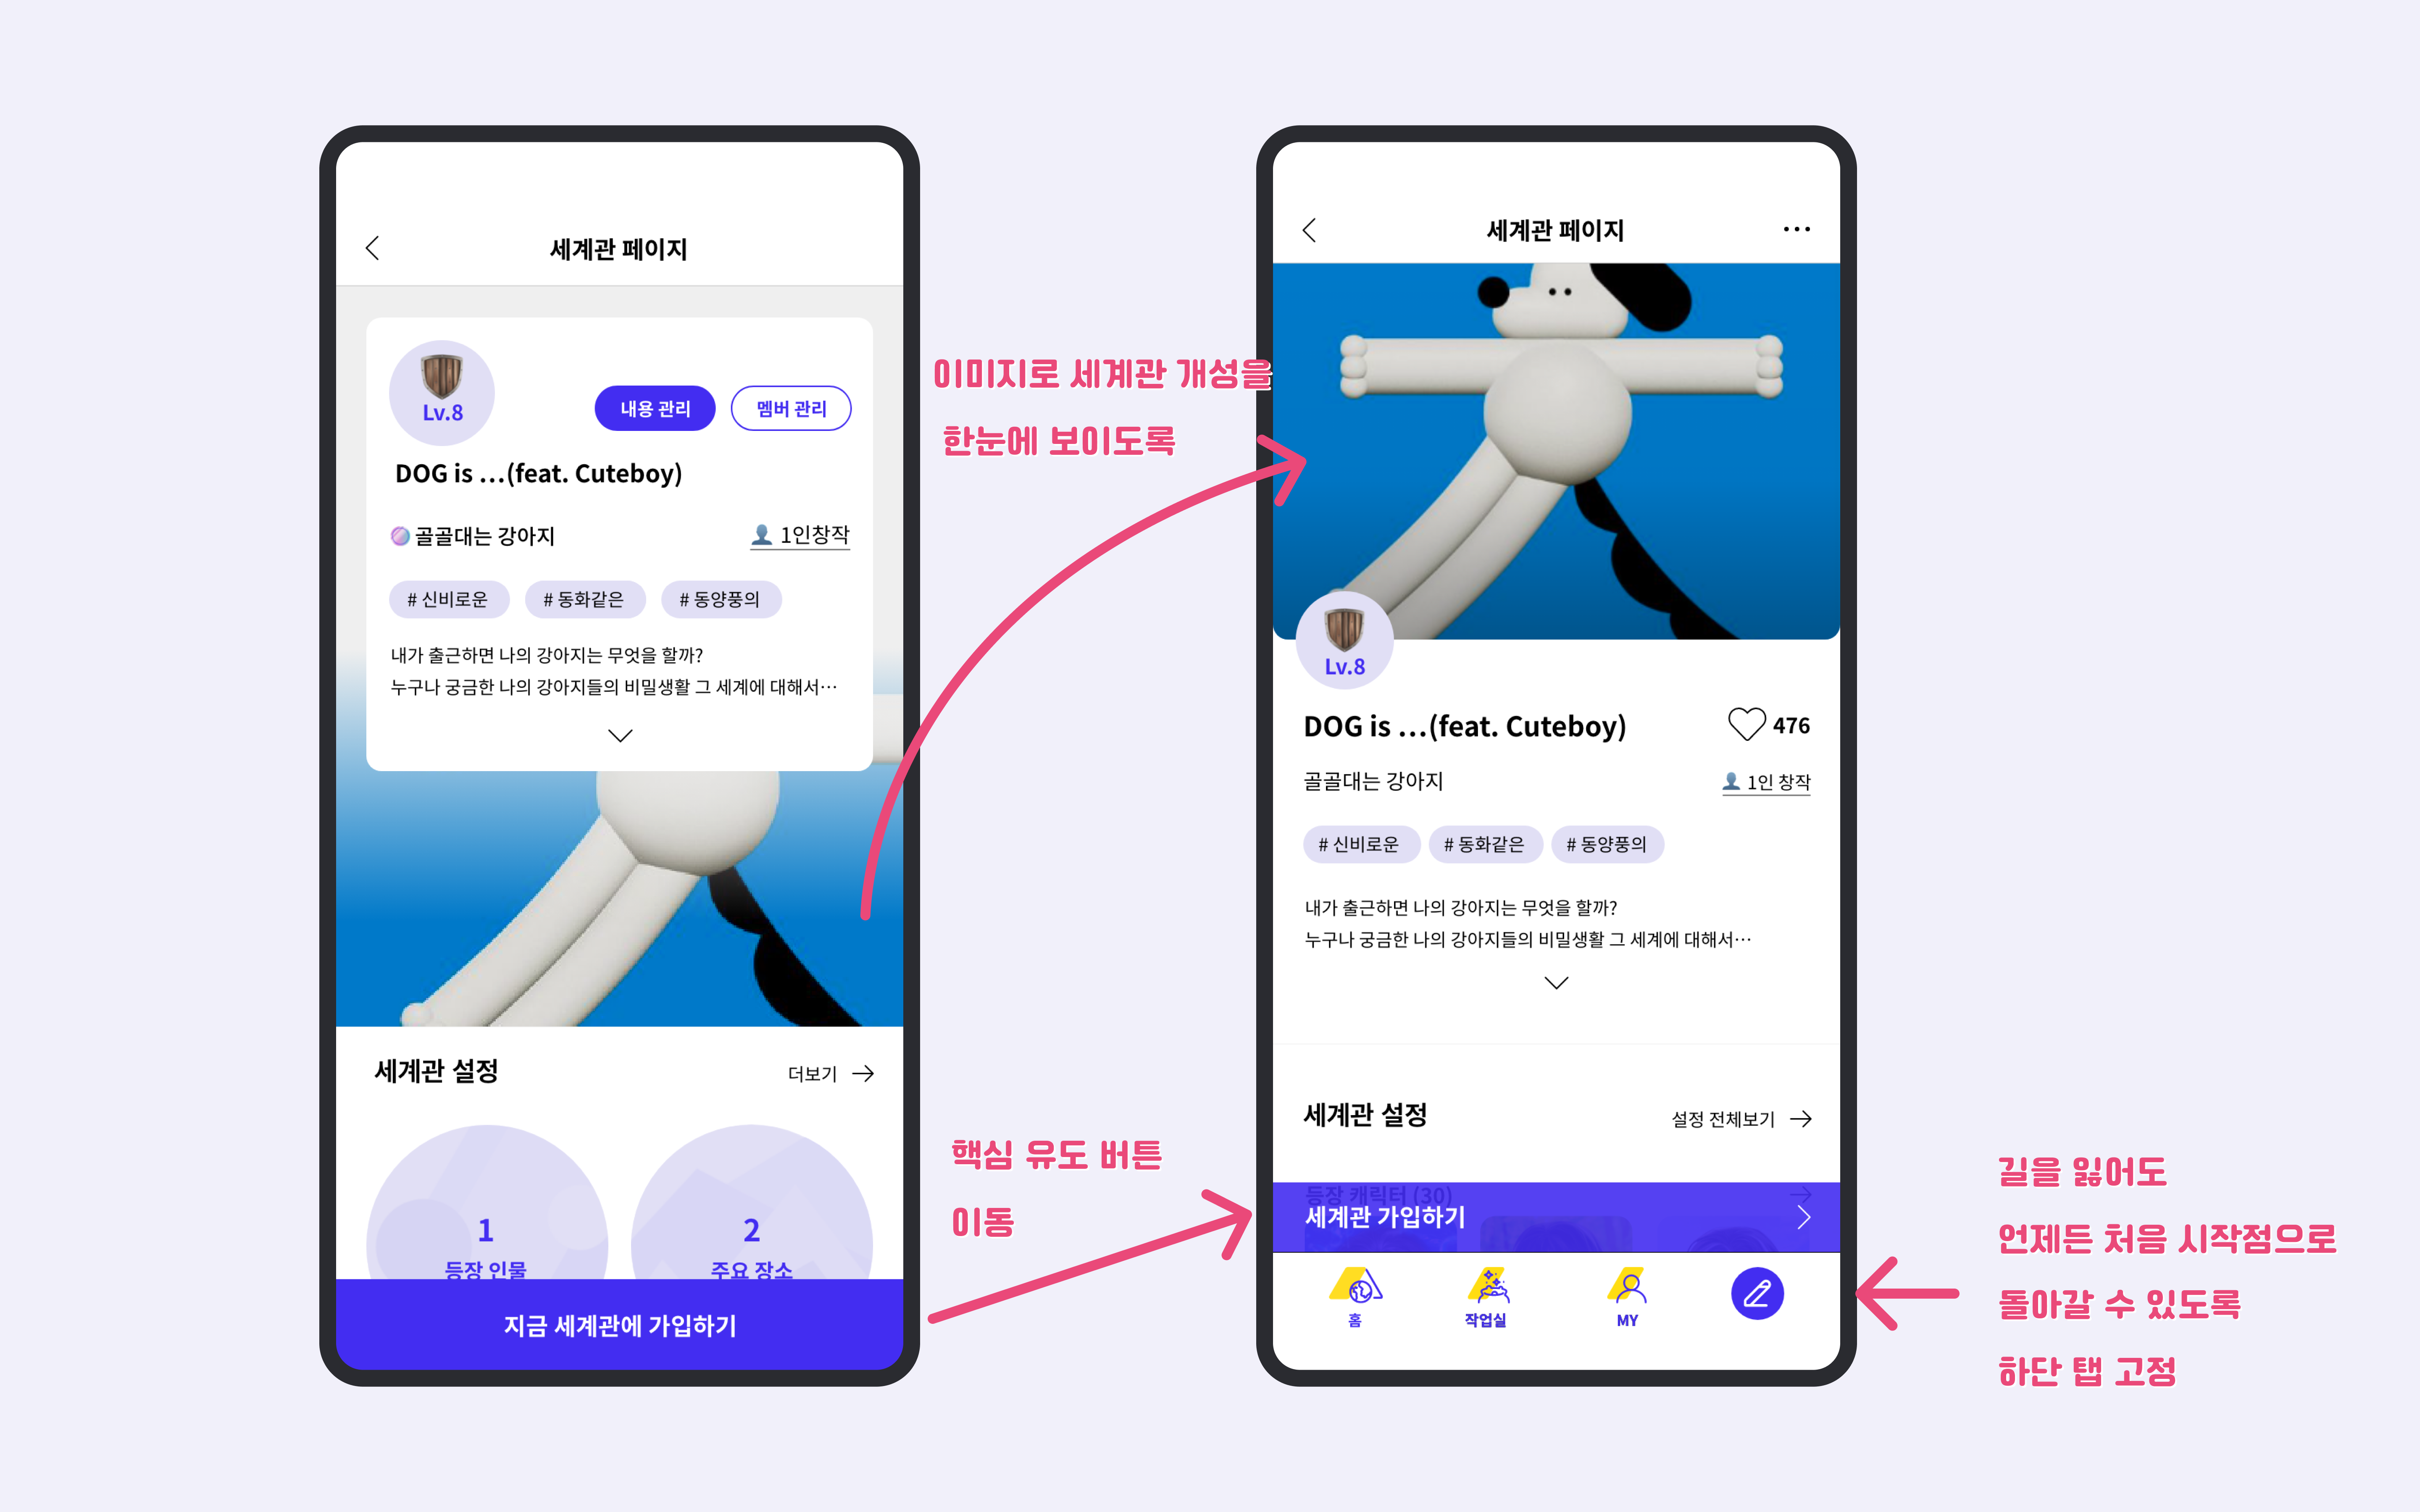 세계관 페이지
Lv.8
내용 관리
멤버 관리
DOG is ...(feat. Cuteboy)
골골대는 강아지
1인창작
# 신비로운
# 동화같은
# 동양풍의
내가 출근하면 나의 강아지는 무엇을 할까?
누구나 궁금한 나의 강아지들의 비밀생활 그 세계에 대해서…
세계관 설정
더보기
1
등장 인물
2
주요 장소
지금 세계관에 가입하기
이미지로 세계관 개성을
한눈에 보이도록
핵심 유도 버튼
이동
세계관 페이지
Lv.8
DOG is ...(feat. Cuteboy)
476
골골대는 강아지
1인 창작
# 신비로운
# 동화같은
# 동양풍의
내가 출근하면 나의 강아지는 무엇을 할까?
누구나 궁금한 나의 강아지들의 비밀생활 그 세계에 대해서…
세계관 설정
설정 전체보기
등장 캐릭터 (30)
세계관 가입하기
홈
작업실
MY
길을 잃어도
언제든 처음 시작점으로
돌아갈 수 있도록
하단 탭 고정